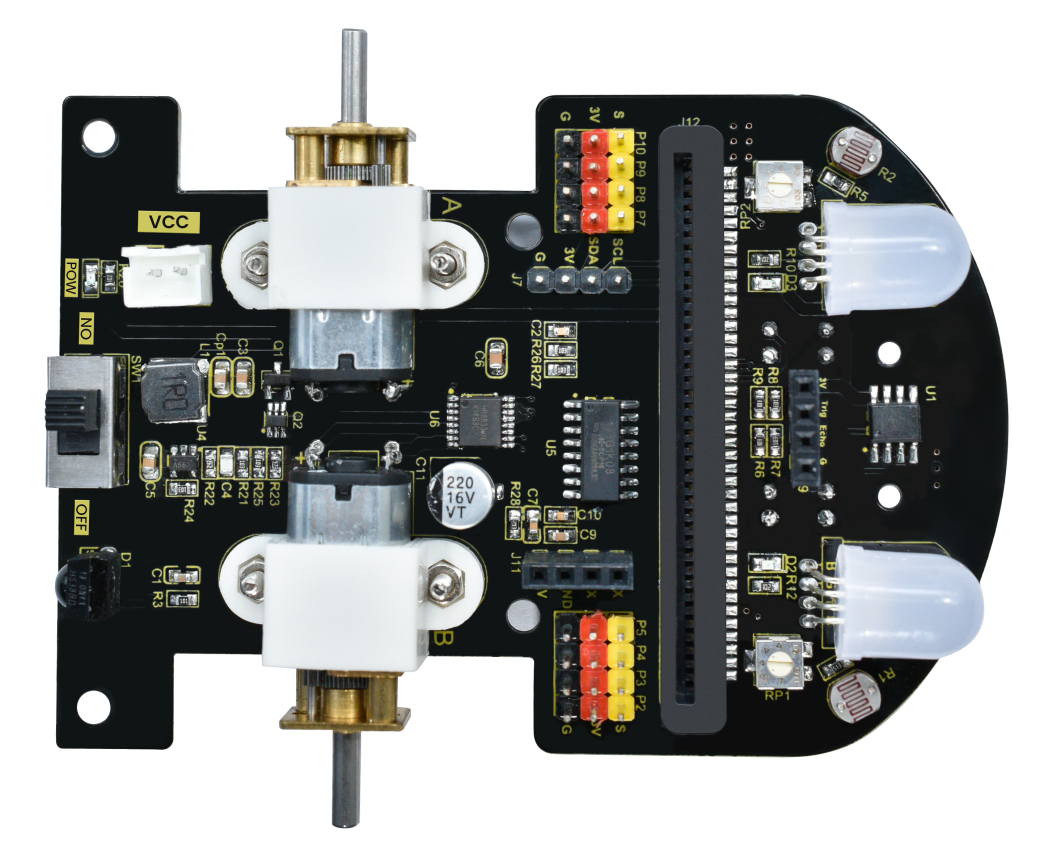 VCC
POW
NO
OFF
SW1
L1
1R0
Cp1
C3
Q1
Q2
U4
C5
R24
R22
C4
R21
R25
R23
D1
C1
R3
A
B
C6
U6
C11
220
16V
VT
G
3V
S
P10
P9
P8
P7
G
3V
SDA
SCL
J7
C2
R26
R27
U5
R28
C7
C10
C9
J11
P5
P4
P3
P2
G
S
J12
RP2
R2
R5
R10
D3
R9
R8
R6
R7
3V
Trig
Echo
G
U1
D2
R12
RP1
R1